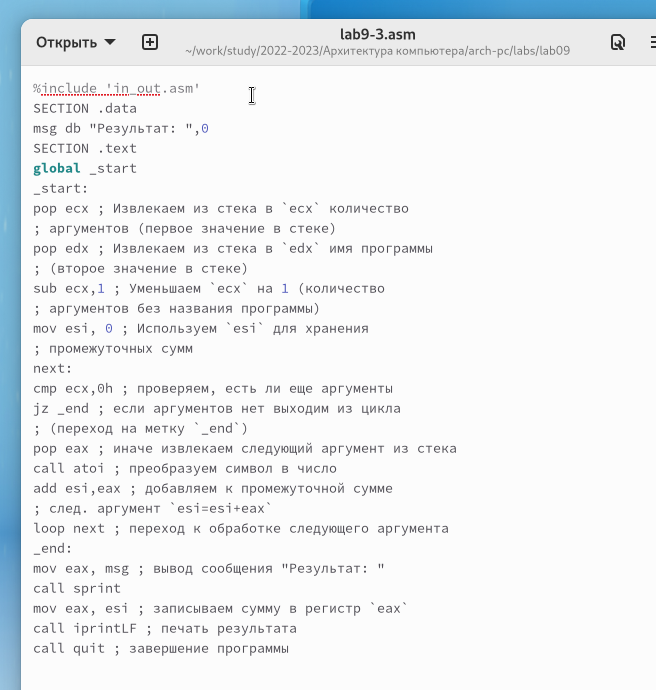 Открыть
lab9-3.asm
~/work/study/2022-2023/Архитектура компьютера/arch-pc/labs/lab09
%include 'in_out.asm'
SECTION .data
msg db "Результат: ",0
SECTION .text
global _start
_start:
pop ecx ; Извлекаем из стека в `ecx` количество
; аргументов (первое значение в стеке)
pop edx ; Извлекаем из стека в `edx` имя программы
; (второе значение в стеке)
sub ecx,1 ; Уменьшаем `ecx` на 1 (количество
; аргументов без названия программы)
mov esi, 0 ; Используем `esi` для хранения
; промежуточных сумм
next:
cmp ecx,0h ; проверяем, есть ли еще аргументы
jz _end ; если аргументов нет выходим из цикла
; (переход на метку `_end`)
pop eax ; иначе извлекаем следующий аргумент из стека
call atoi ; преобразуем символ в число
add esi,eax ; добавляем к промежуточной сумме
; след. аргумент `esi=esi+eax`
loop next ; переход к обработке следующего аргумента
_end:
mov eax, msg ; вывод сообщения "Результат: "
call sprint
mov eax, esi ; записываем сумму в регистр `eax`
call iprintLF ; печать результата
call quit ; завершение программы